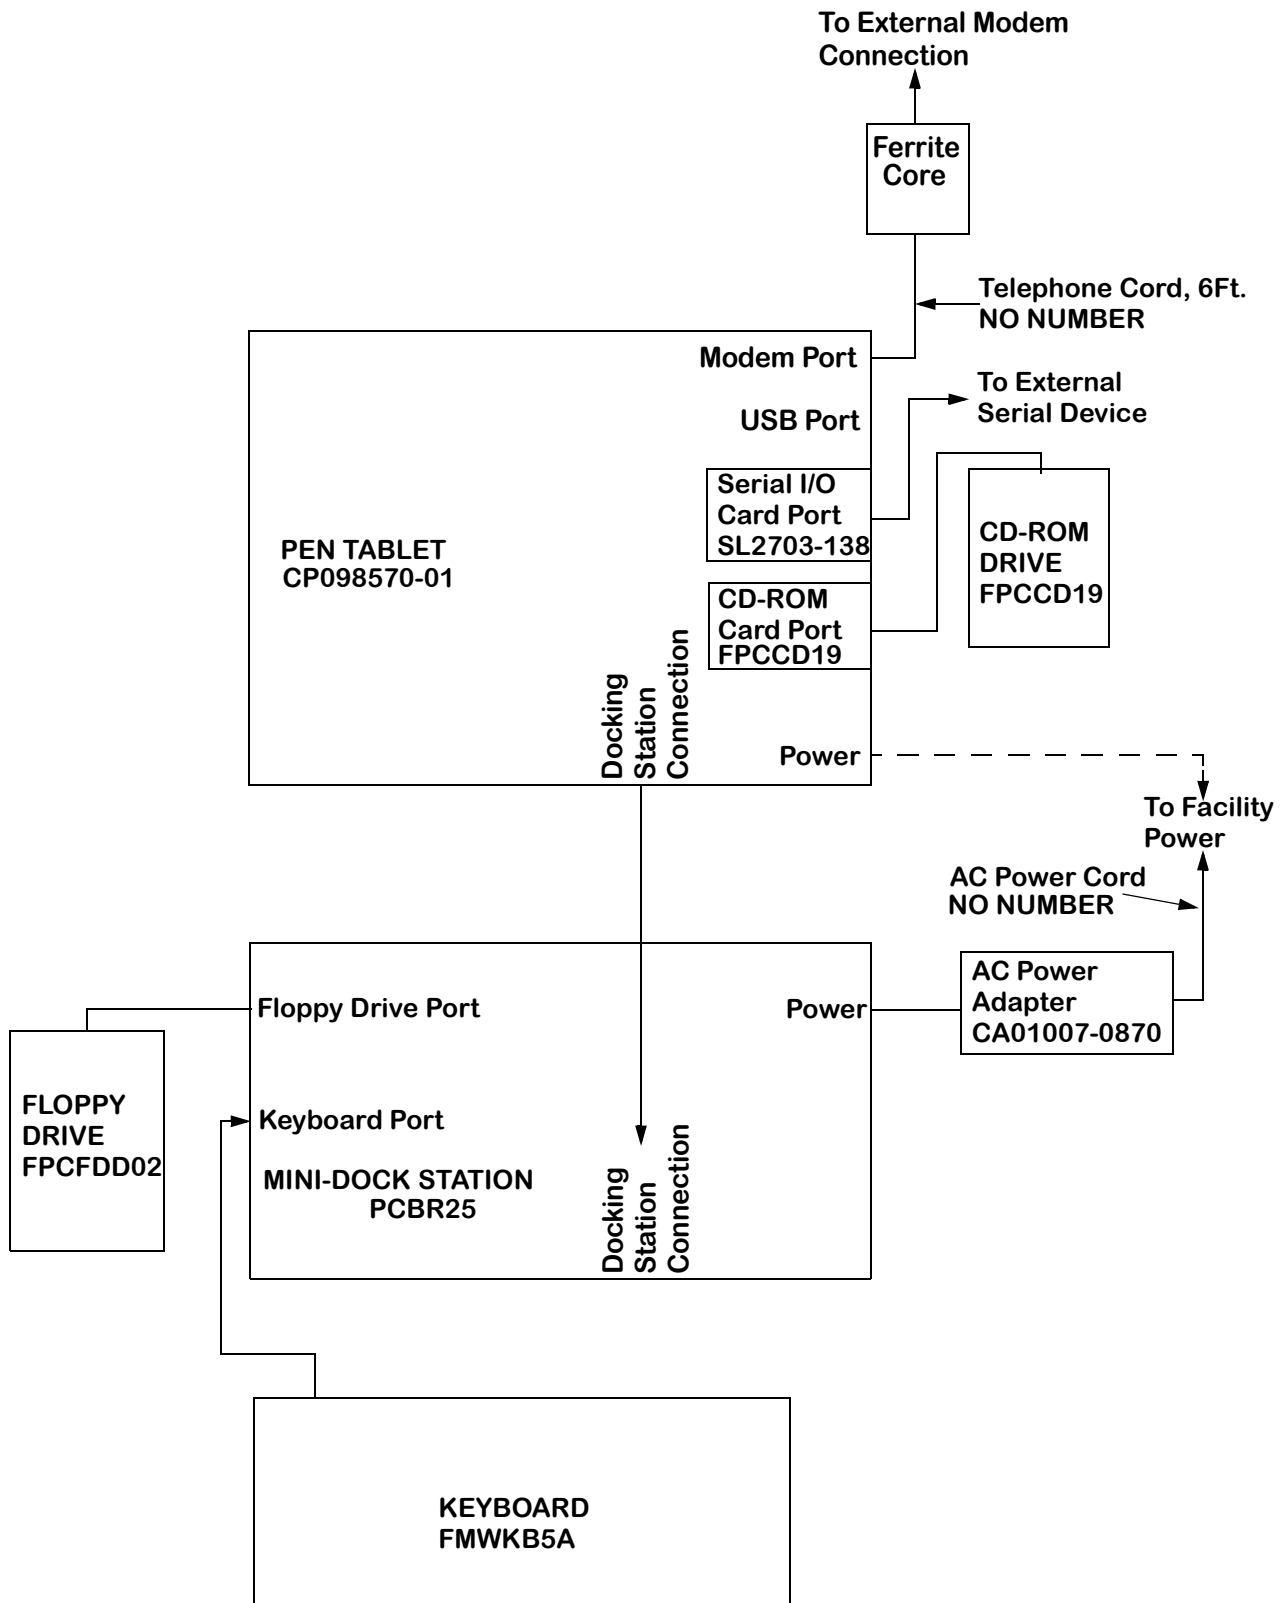 To External Modem
Connection
Ferrite
Core
Telephone Cord, 6Ft.
NO NUMBER
Modem Port
To External
Serial Device
USB Port
Serial I/O
Card Port
SL2703-138
CD-ROM
DRIVE
FPCCD19
PEN TABLET
CP098570-01
CD-ROM
Card Port
FPCCD19
Docking
Station
Connection
Power
To Facility
Power
AC Power Cord
NO NUMBER
AC Power
Adapter
CA01007-0870
Floppy Drive Port
Power
FLOPPY
DRIVE
FPCFDD02
Keyboard Port
MINI-DOCK STATION
PCBR25
Docking
Station
Connection
KEYBOARD
FMWKB5A